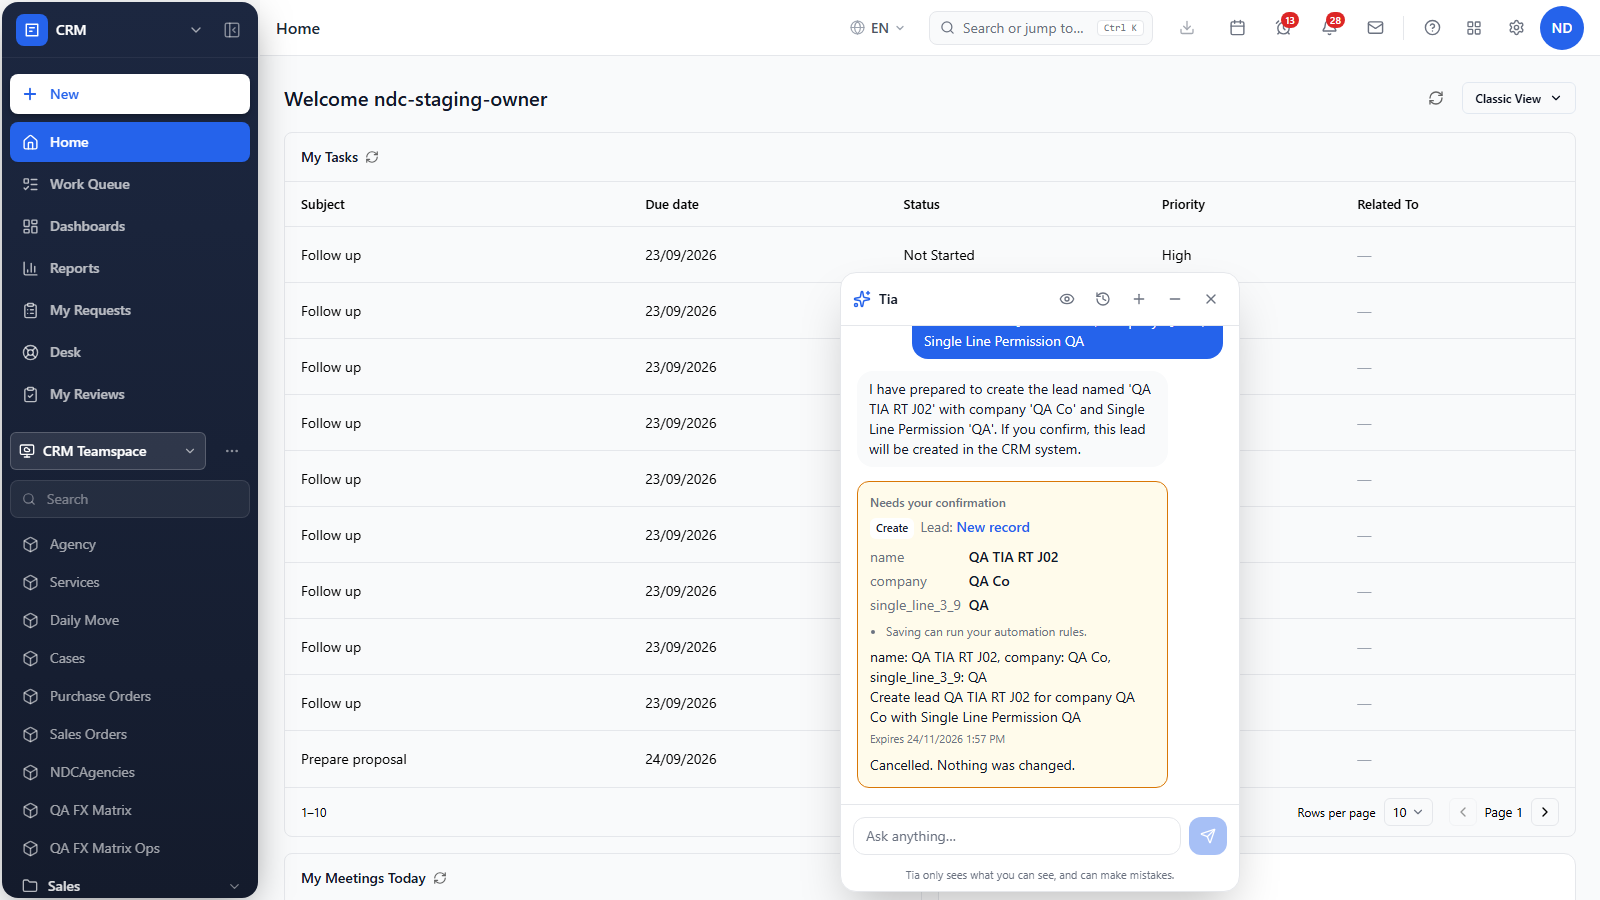 CRM
Home
EN
Search or jump to...
Ctrl K
13
28
ND
New
Home
Work Queue
Dashboards
Reports
My Requests
Desk
My Reviews
CRM Teamspace
Search
Agency
Services
Daily Move
Cases
Purchase Orders
Sales Orders
NDCAgencies
QA FX Matrix
QA FX Matrix Ops
Sales
Welcome ndc-staging-owner
Classic View
My Tasks
Subject Due date Status Priority Related To
Follow up 23/09/2026 Not Started High —
Follow up 23/09/2026 —
Follow up 23/09/2026 —
Follow up 23/09/2026 —
Follow up 23/09/2026 —
Follow up 23/09/2026 —
Follow up 23/09/2026 —
Follow up 23/09/2026 —
Follow up 23/09/2026 —
Prepare proposal 24/09/2026 —
1–10
Rows per page 10 Page 1
My Meetings Today
Tia
Single Line Permission QA
I have prepared to create the lead named 'QA
TIA RT J02' with company 'QA Co' and Single
Line Permission 'QA'. If you confirm, this lead
will be created in the CRM system.
Needs your confirmation
Create Lead: New record
name QA TIA RT J02
company QA Co
single_line_3_9 QA
• Saving can run your automation rules.
name: QA TIA RT J02, company: QA Co,
single_line_3_9: QA
Create lead QA TIA RT J02 for company QA
Co with Single Line Permission QA
Expires 24/11/2026 1:57 PM
Cancelled. Nothing was changed.
Ask anything...
Tia only sees what you can see, and can make mistakes.